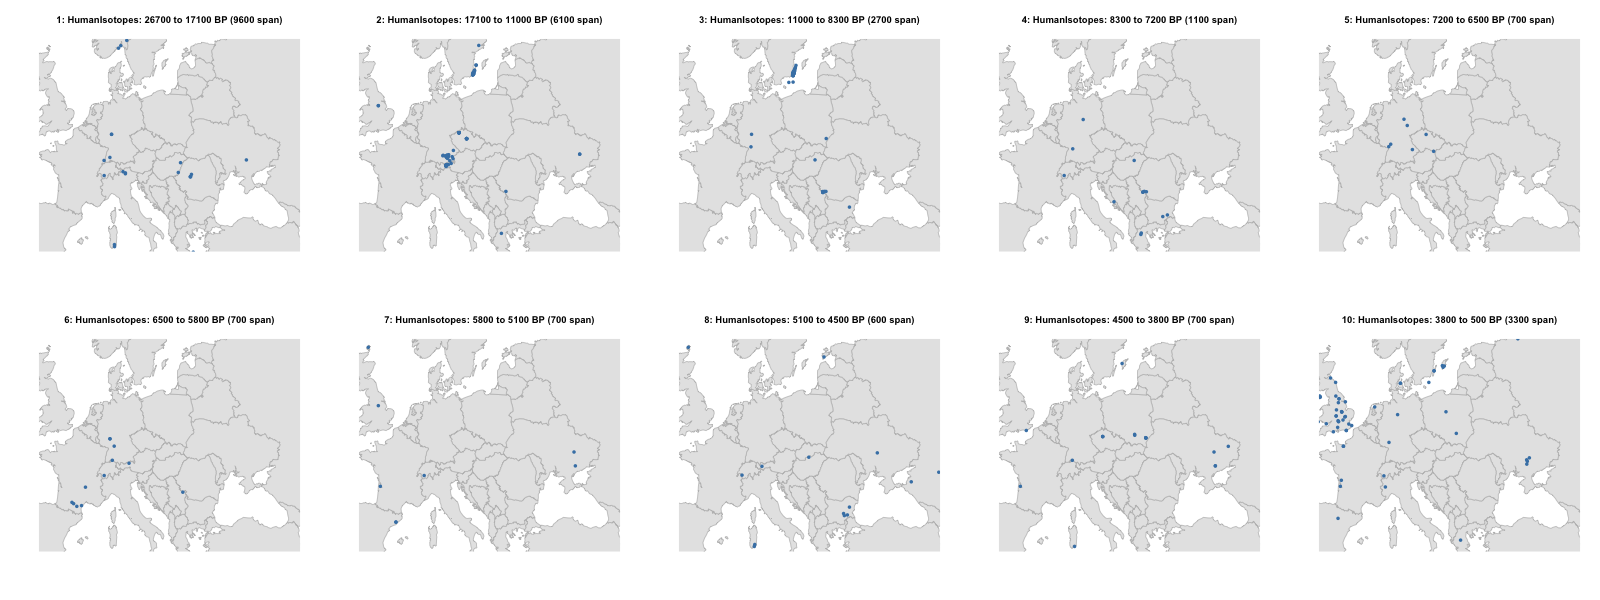 1: HumanIsotopes: 26700 to 17100 BP (9600 span)
2: HumanIsotopes: 17100 to 11000 BP (6100 span)
3: HumanIsotopes: 11000 to 8300 BP (2700 span)
4: HumanIsotopes: 8300 to 7200 BP (1100 span)
5: HumanIsotopes: 7200 to 6500 BP (700 span)
6: HumanIsotopes: 6500 to 5800 BP (700 span)
7: HumanIsotopes: 5800 to 5100 BP (700 span)
8: HumanIsotopes: 5100 to 4500 BP (600 span)
9: HumanIsotopes: 4500 to 3800 BP (700 span)
10: HumanIsotopes: 3800 to 500 BP (3300 span)